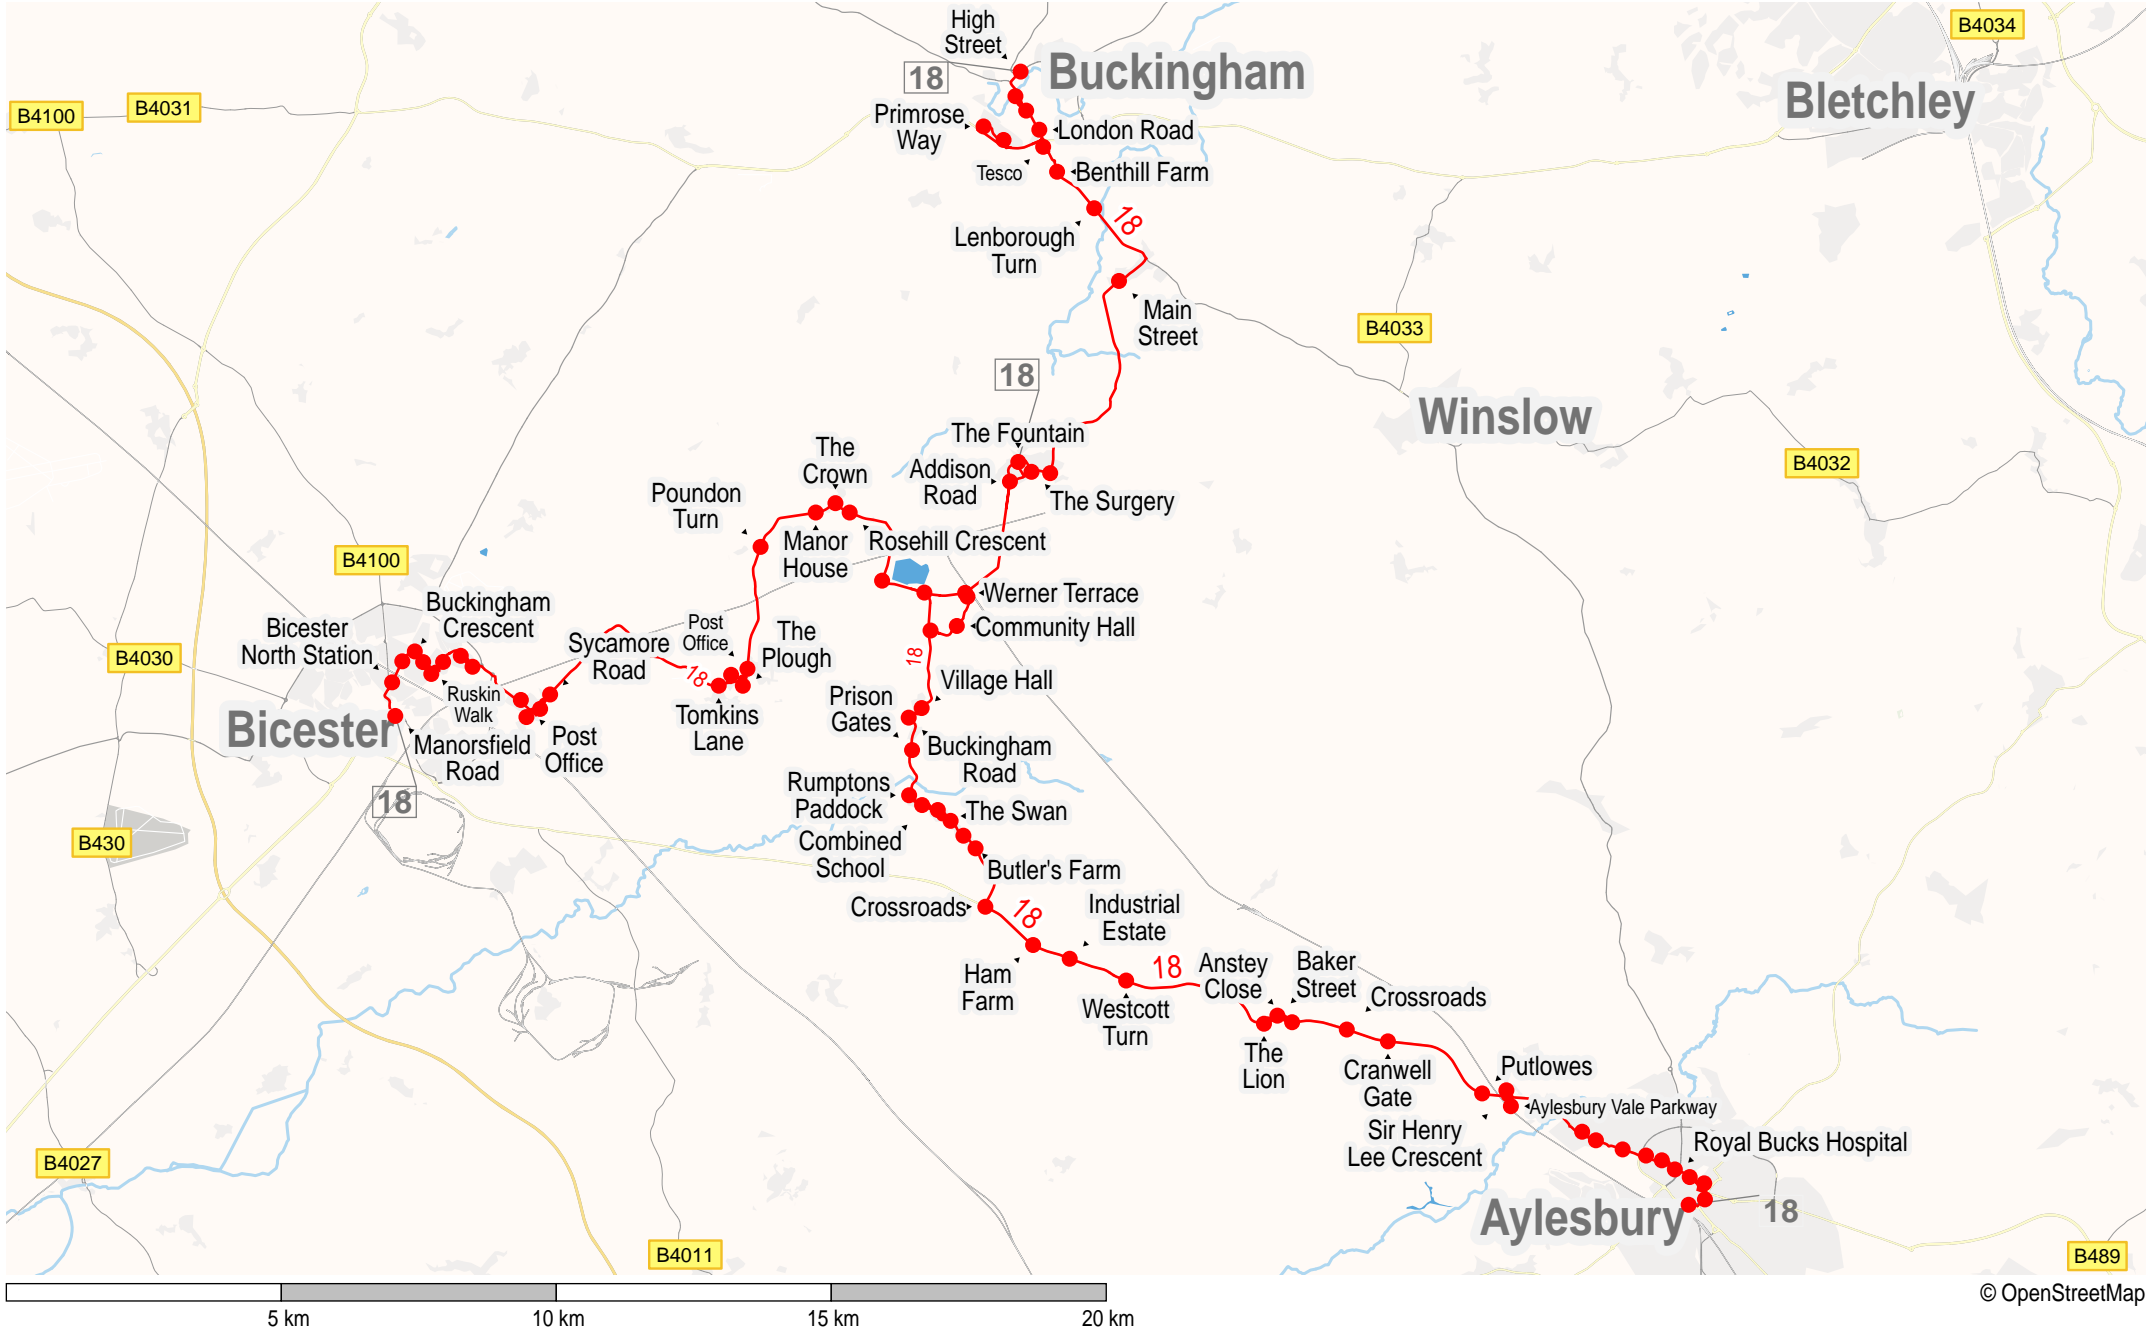 High
Street
18
Buckingham
B4034
Bletchley
B4100
B4031
Primrose
Way
London Road
Tesco
Benthill Farm
18
Lenborough
Turn
Main
Street
B4033
18
Winslow
The Fountain
The
Crown
Addison
Road
B4032
Poundon
Turn
The Surgery
Manor
House
Rosehill Crescent
B4100
Buckingham
Crescent
Werner Terrace
Bicester
North Station
Post
Office
The
Plough
Community Hall
Sycamore
Road
B4030
18
18
Village Hall
Ruskin
Walk
Prison
Gates
Tomkins
Lane
Bicester
Manorsfield
Road
Post
Office
Buckingham
Road
18
Rumptons
Paddock
The Swan
B430
Combined
School
Butler's Farm
Crossroads
18
Industrial
Estate
Ham
Farm
18
Anstey
Close
Baker
Street
Crossroads
Westcott
Turn
The
Lion
Cranwell
Gate
Putlowes
Aylesbury Vale Parkway
Sir Henry
Lee Crescent
Royal Bucks Hospital
B4027
Aylesbury
18
B4011
B489
© OpenStreetMap
5 km
10 km
15 km
20 km